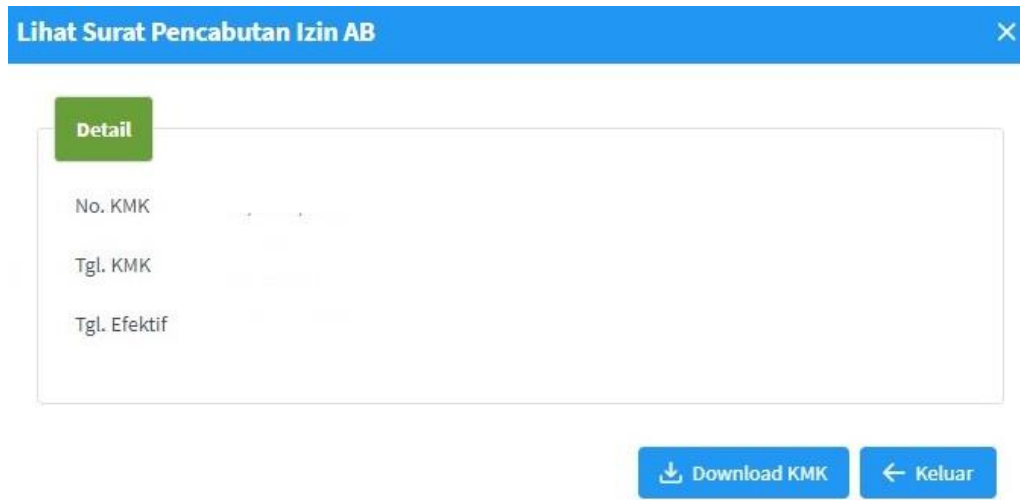 Lihat Surat Pencabutan Izin AB
Detail
No. KMK
Tgl. KMK
Tgl. Efektif
Download KMK
Keluar